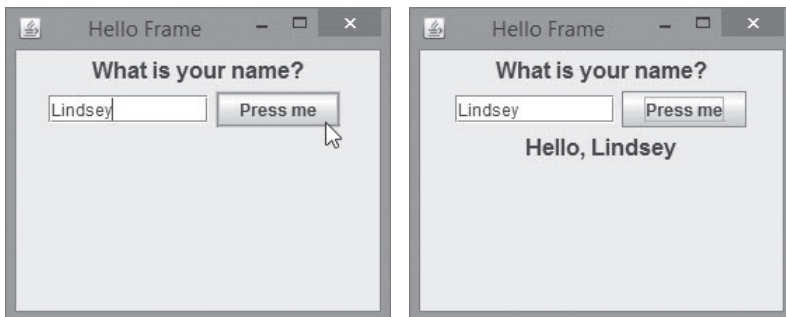 Hello Frame
What is your name?
Lindsey
Press me
Hello Frame
What is your name?
Lindsey
Press me
Hello, Lindsey